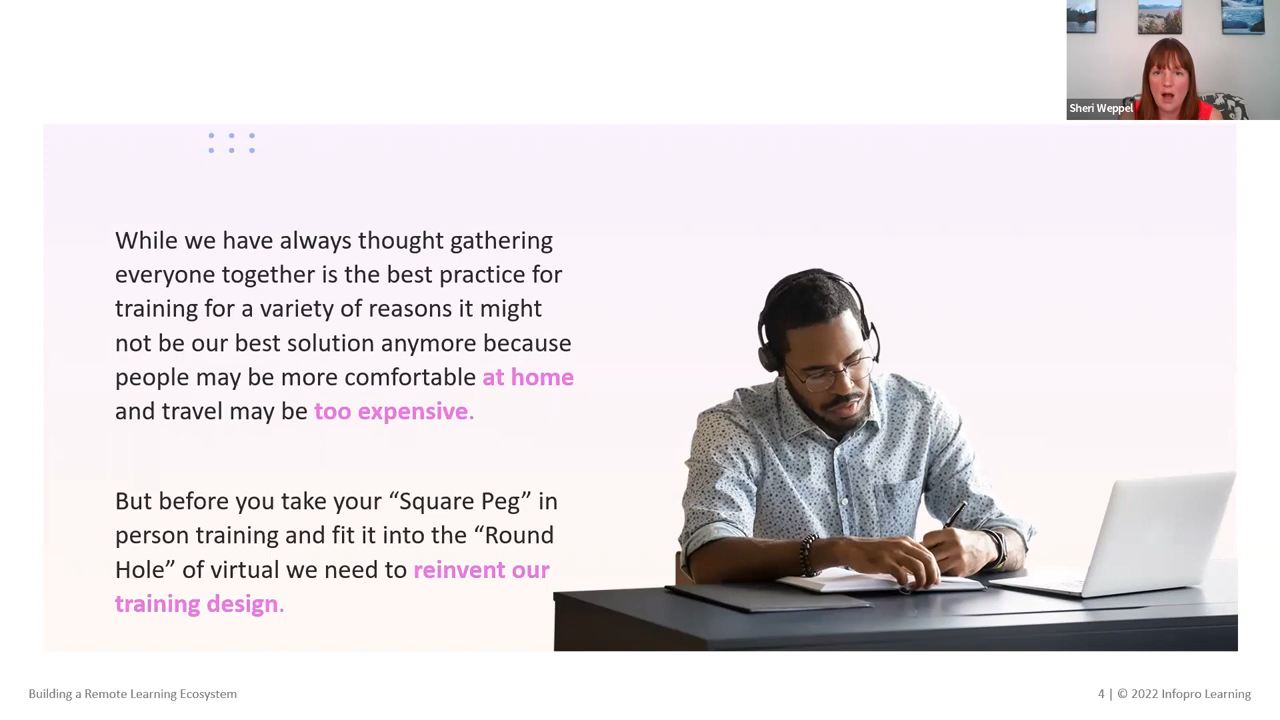 Sheri Weppel
While we have always thought gathering
everyone together is the best practice for
training for a variety of reasons it might
not be our best solution anymore because
people may be more comfortable at home
and travel may be too expensive.
But before you take your “Square Peg” in
person training and fit it into the “Round
Hole” of virtual we need to reinvent our
training design.
Building a Remote Learning Ecosystem
4 | © 2022 Infopro Learning